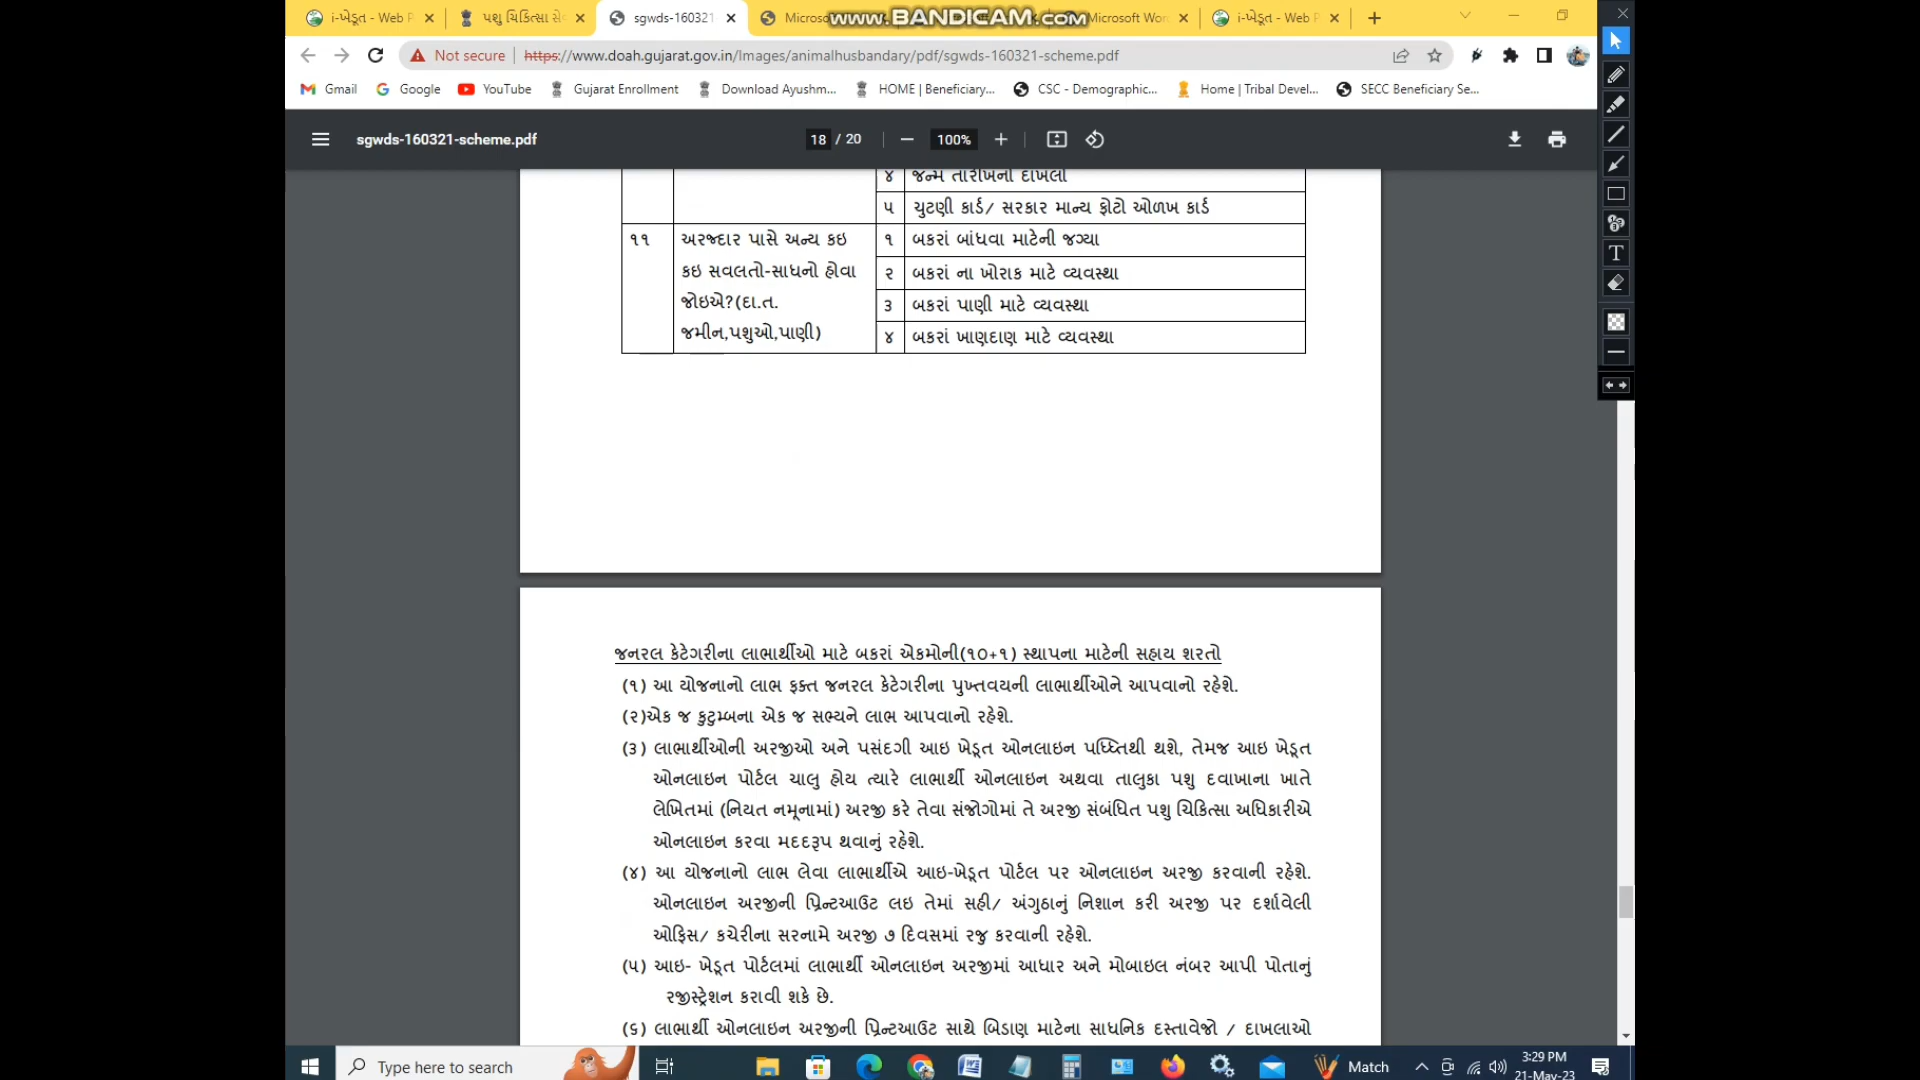 i-ખેડૂત - Web P
પશુ ચિકિત્સા સે
sgwds-160321
Microso
www.BANDICAM.com
Microsoft Wor
i-ખેડૂત - Web P
Not secure
https://www.doah.gujarat.gov.in/Images/animalhusbandary/pdf/sgwds-160321-scheme.pdf
Gmail
Google
YouTube
Gujarat Enrollment
Download Ayushm...
HOME | Beneficiary...
CSC - Demographic...
Home | Tribal Devel...
SECC Beneficiary Se...
sgwds-160321-scheme.pdf
18 / 20
100%
૪ જન્મ તારીખનો દાખલો
૫ ચુટણી કાર્ડ/ સરકાર માન્ય ફોટો ઓળખ કાર્ડ
૧૧ અરજદાર પાસે અન્ય કઇ
કઇ સવલતો-સાધનો હોવા
જોઇએ?(દા.ત.
જમીન,પશુઓ,પાણી)
૧ બકરાં બાંધવા માટેની જગ્યા
૨ બકરાં ના ખોરાક માટે વ્યવસ્થા
૩ બકરાં પાણી માટે વ્યવસ્થા
૪ બકરાં ખાણદાણ માટે વ્યવસ્થા
જનરલ કેટેગરીના લાભાર્થીઓ માટે બકરાં એકમોની(૧૦+૧) સ્થાપના માટેની સહાય શરતો
(૧) આ યોજનાનો લાભ ફક્ત જનરલ કેટેગરીના પુખ્તવયની લાભાર્થીઓને આપવાનો રહેશે.
(૨)એક જ કુટુમ્બના એક જ સભ્યને લાભ આપવાનો રહેશે.
(૩) લાભાર્થીઓની અરજીઓ અને પસંદગી આઇ ખેડૂત ઓનલાઇન પધ્ધ્તિથી થશે, તેમજ આઇ ખેડૂત
ઓનલાઇન પોર્ટલ ચાલુ હોય ત્યારે લાભાર્થી ઓનલાઇન અથવા તાલુકા પશુ દવાખાના ખાતે
લેખિતમાં (નિયત નમૂનામાં) અરજી કરે તેવા સંજોગોમાં તે અરજી સંબંધિત પશુ ચિકિત્સા અધિકારીએ
ઓનલાઇન કરવા મદદરૂપ થવાનું રહેશે.
(૪) આ યોજનાનો લાભ લેવા લાભાર્થીએ આઇ-ખેડૂત પોર્ટલ પર ઓનલાઇન અરજી કરવાની રહેશે.
ઓનલાઇન અરજીની પ્રિન્ટઆઉટ લઇ તેમાં સહી/ અંગુઠાનું નિશાન કરી અરજી પર દર્શાવેલી
ઓફિસ/ કચેરીના સરનામે અરજી ૭ દિવસમાં રજુ કરવાની રહેશે.
(૫) આઇ- ખેડૂત પોર્ટલમાં લાભાર્થી ઓનલાઇન અરજીમાં આધાર અને મોબાઇલ નંબર આપી પોતાનું
રજીસ્ટ્રેશન કરાવી શકે છે.
(૬) લાભાર્થી ઓનલાઇન અરજીની પ્રિન્ટઆઉટ સાથે બિડાણ માટેના સાધનિક દસ્તાવેજો / દાખલાઓ
Type here to search
Match
3:29 PM
21-May-23